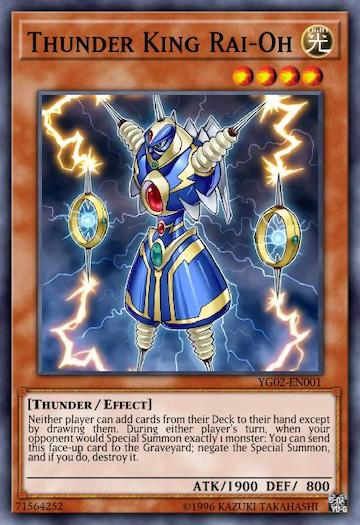 THUNDER KING RAI-OH
LIGHT
光
YG02-EN001
[THUNDER / EFFECT]
Neither player can add cards from their Deck to their hand except
by drawing them. During either player's turn, when your
opponent would Special Summon exactly 1 monster: You can send
this face-up card to the Graveyard; negate the Special Summon,
and if you do, destroy it.
ATK/1900 DEF/ 800
71564252
©1996 KAZUKI TAKAHASHI